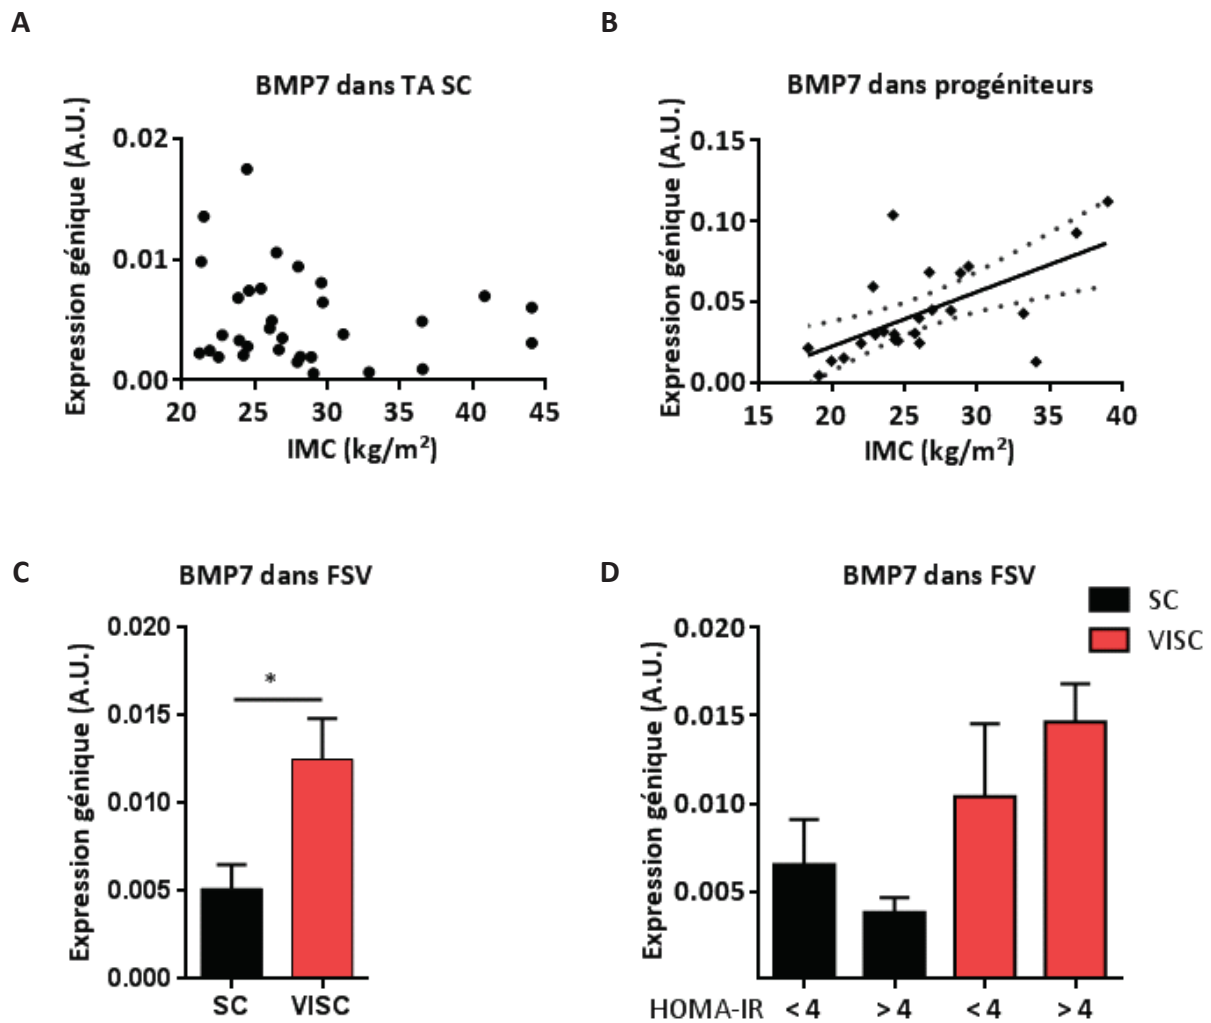 A
BMP7 dans TA SC
Expression génique (A.U.)
0.02
0.01
0.00
20 25 30 35 40 45
IMC (kg/m²)
B
BMP7 dans progéniteurs
Expression génique (A.U.)
0.15
0.10
0.05
0.00
15 20 25 30 35 40
IMC (kg/m²)
C
BMP7 dans FSV
Expression génique (A.U.)
0.020
0.015
0.010
0.005
0.000
*
SC VISC
D
BMP7 dans FSV
SC
VISC
Expression génique (A.U.)
0.020
0.015
0.010
0.005
HOMA-IR <4 >4 <4 >4